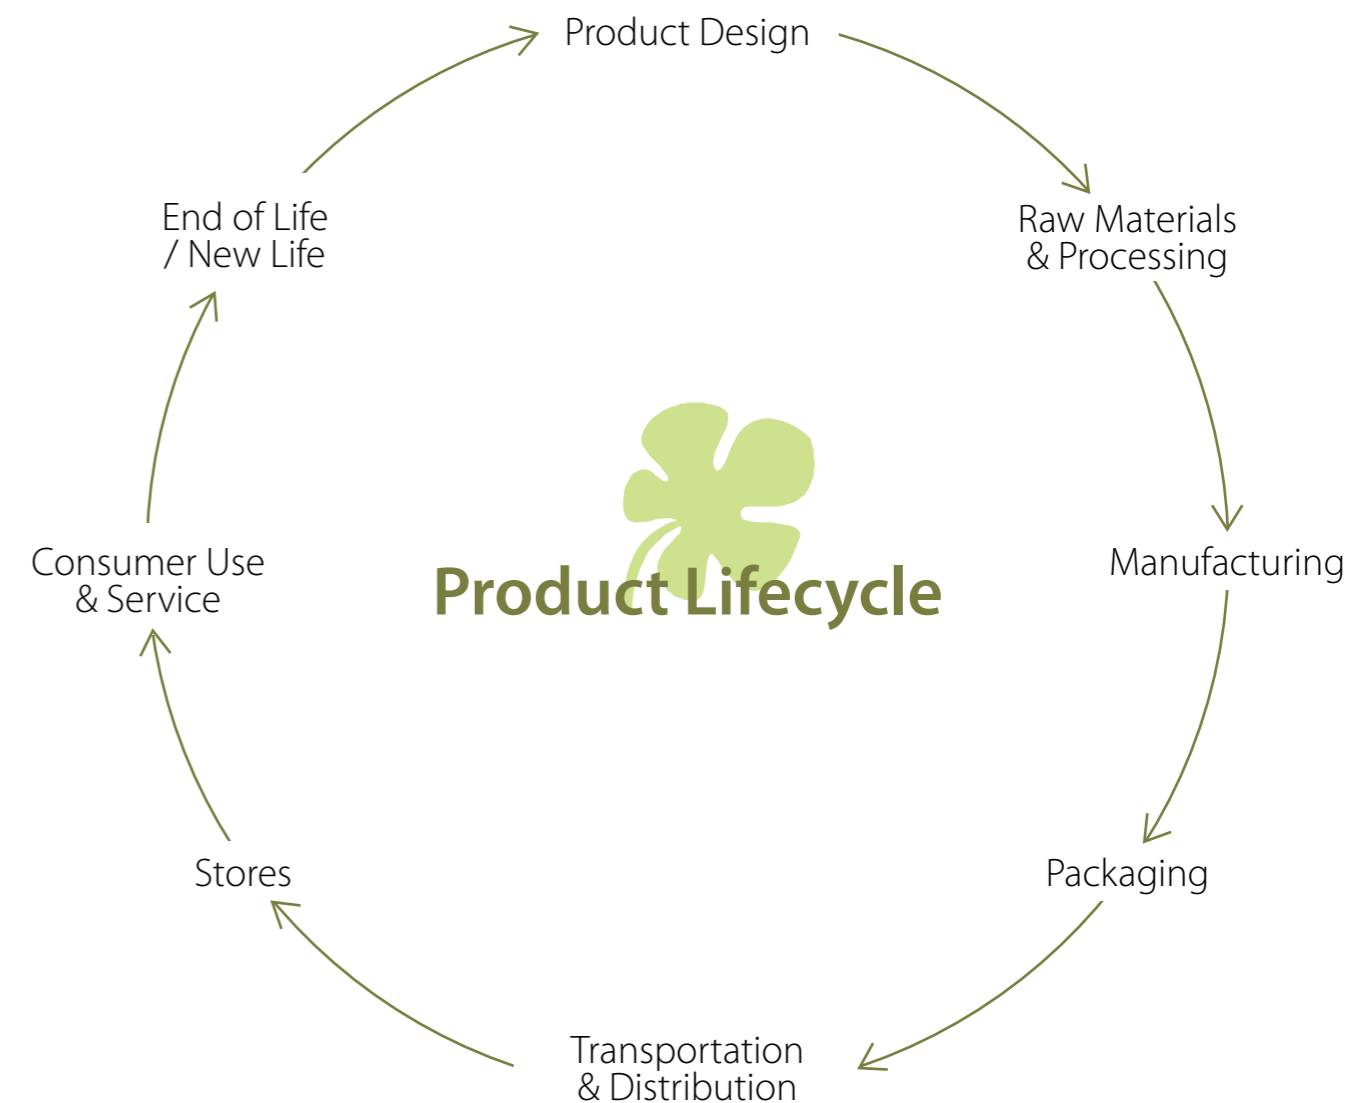 Product Design
Raw Materials
& Processing
Manufacturing
Packaging
Transportation
& Distribution
Stores
Consumer Use
& Service
End of Life
/ New Life
Product Lifecycle